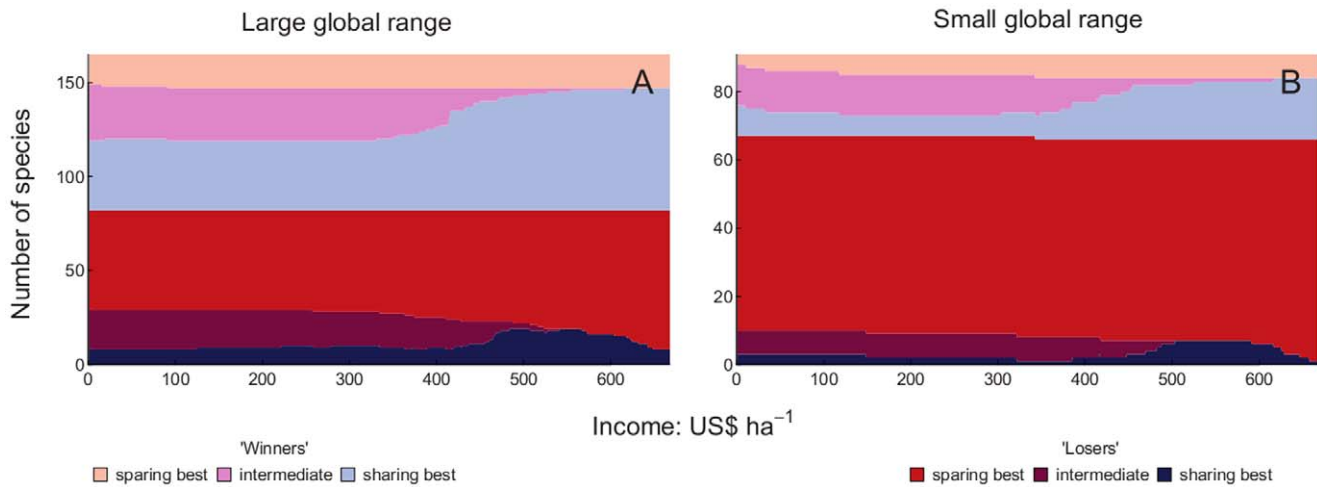 Large global range
Small global range
A
B
Number of species
150
100
50
0
80
60
40
20
0
0 100 200 300 400 500 600
0 100 200 300 400 500 600
Income: US$ ha⁻¹
'Winners'
sparing best intermediate sharing best
'Losers'
sparing best intermediate sharing best